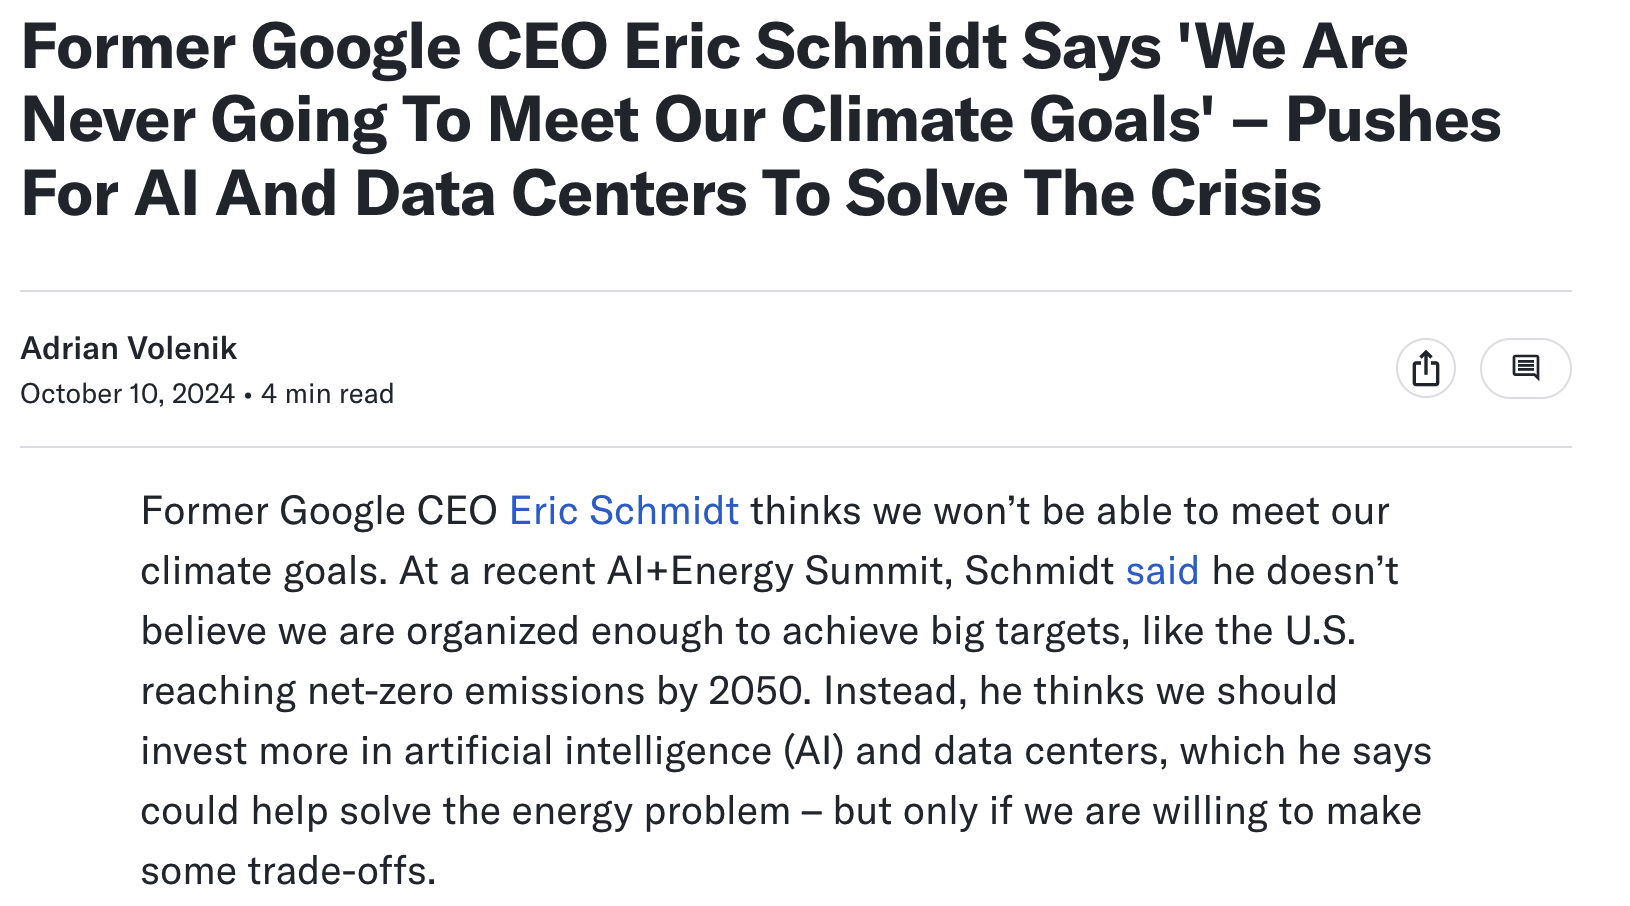 Former Google CEO Eric Schmidt Says 'We Are
Never Going To Meet Our Climate Goals' – Pushes
For AI And Data Centers To Solve The Crisis
Adrian Volenik
October 10, 2024 • 4 min read
Former Google CEO Eric Schmidt thinks we won’t be able to meet our
climate goals. At a recent AI+Energy Summit, Schmidt said he doesn’t
believe we are organized enough to achieve big targets, like the U.S.
reaching net-zero emissions by 2050. Instead, he thinks we should
invest more in artificial intelligence (AI) and data centers, which he says
could help solve the energy problem – but only if we are willing to make
some trade-offs.